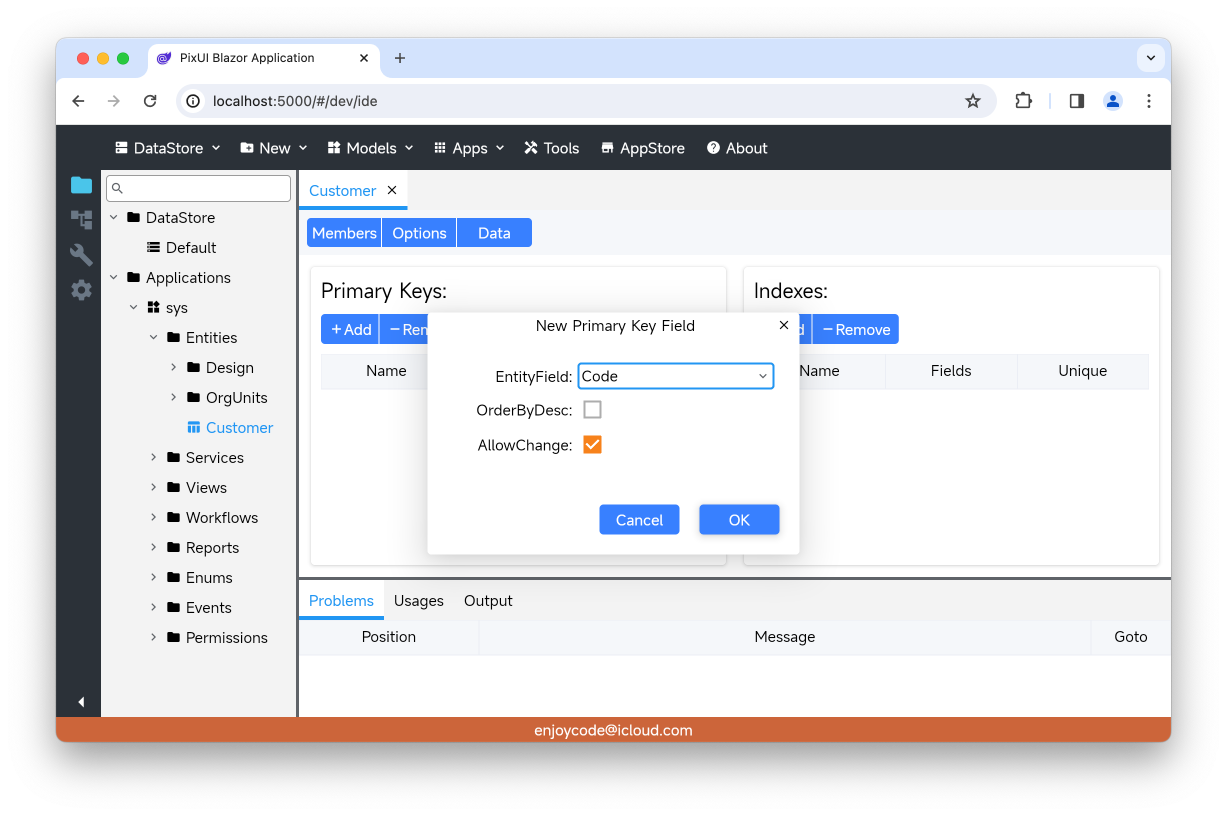 PixUI Blazor Application
localhost:5000/#/dev/ide
DataStore New Models Apps Tools AppStore About
DataStore
Default
Applications
sys
Entities
Design
OrgUnits
Customer
Services
Views
Workflows
Reports
Enums
Events
Permissions
Customer
Members Options Data
Primary Keys:
Add
Name
Indexes:
Remove
Name Fields Unique
New Primary Key Field
EntityField: Code
OrderByDesc:
AllowChange:
Cancel OK
Problems Usages Output
Position Message Goto
enjoycode@icloud.com